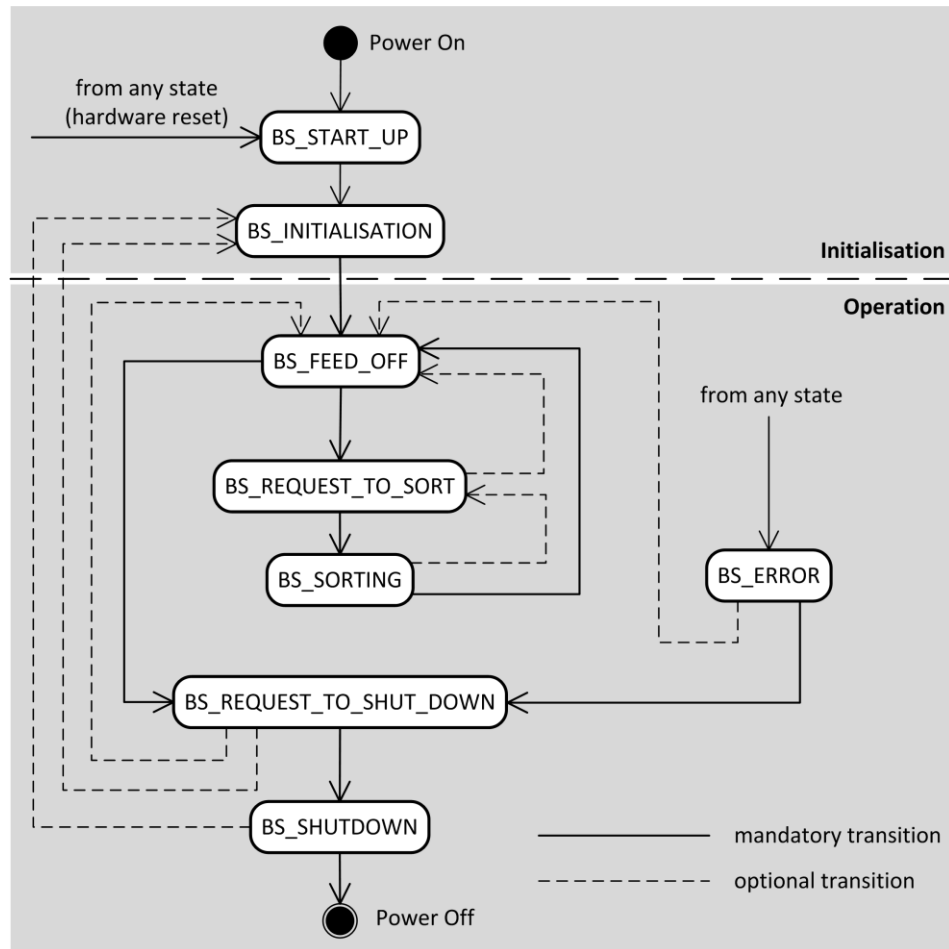 Power On
from any state
(hardware reset)
BS_START_UP
BS_INITIALISATION
Initialisation
Operation
BS_FEED_OFF
from any state
BS_REQUEST_TO_SORT
BS_SORTING
BS_ERROR
BS_REQUEST_TO_SHUT_DOWN
BS_SHUTDOWN
mandatory transition
optional transition
Power Off